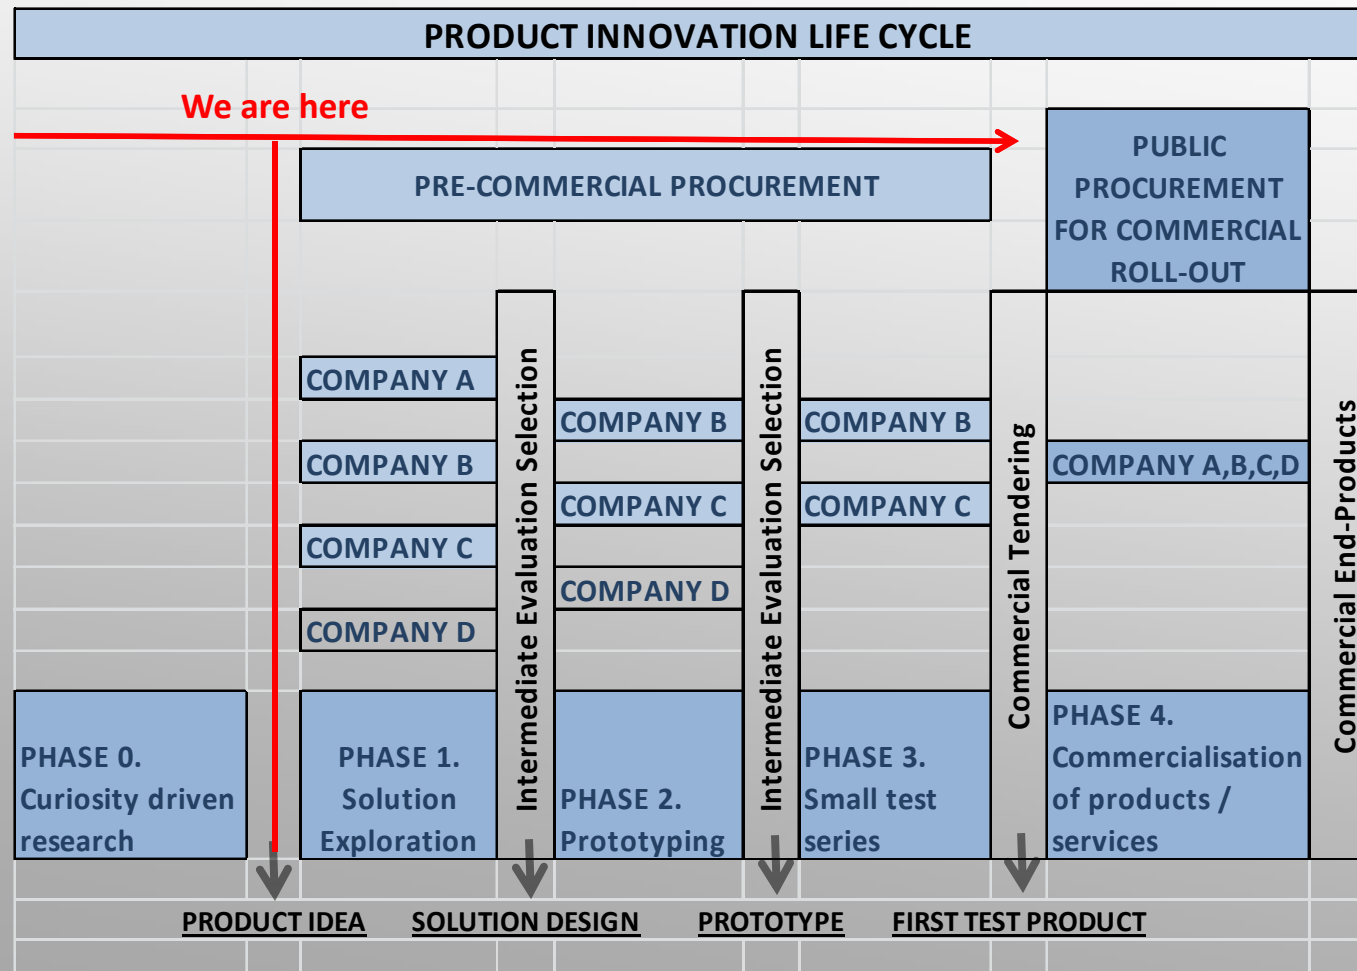 PRODUCT INNOVATION LIFE CYCLE
We are here
PRE-COMMERCIAL PROCUREMENT
PUBLIC
PROCUREMENT
FOR COMMERCIAL
ROLL-OUT
COMPANY A
COMPANY B
COMPANY C
COMPANY D
Intermediate Evaluation Selection
COMPANY B
COMPANY C
COMPANY D
Intermediate Evaluation Selection
COMPANY B
COMPANY C
Commercial Tendering
COMPANY A,B,C,D
Commercial End-Products
PHASE 0.
Curiosity driven
research
PHASE 1.
Solution
Exploration
PHASE 2.
Prototyping
PHASE 3.
Small test
series
PHASE 4.
Commercialisation
of products /
services
PRODUCT IDEA
SOLUTION DESIGN
PROTOTYPE
FIRST TEST PRODUCT